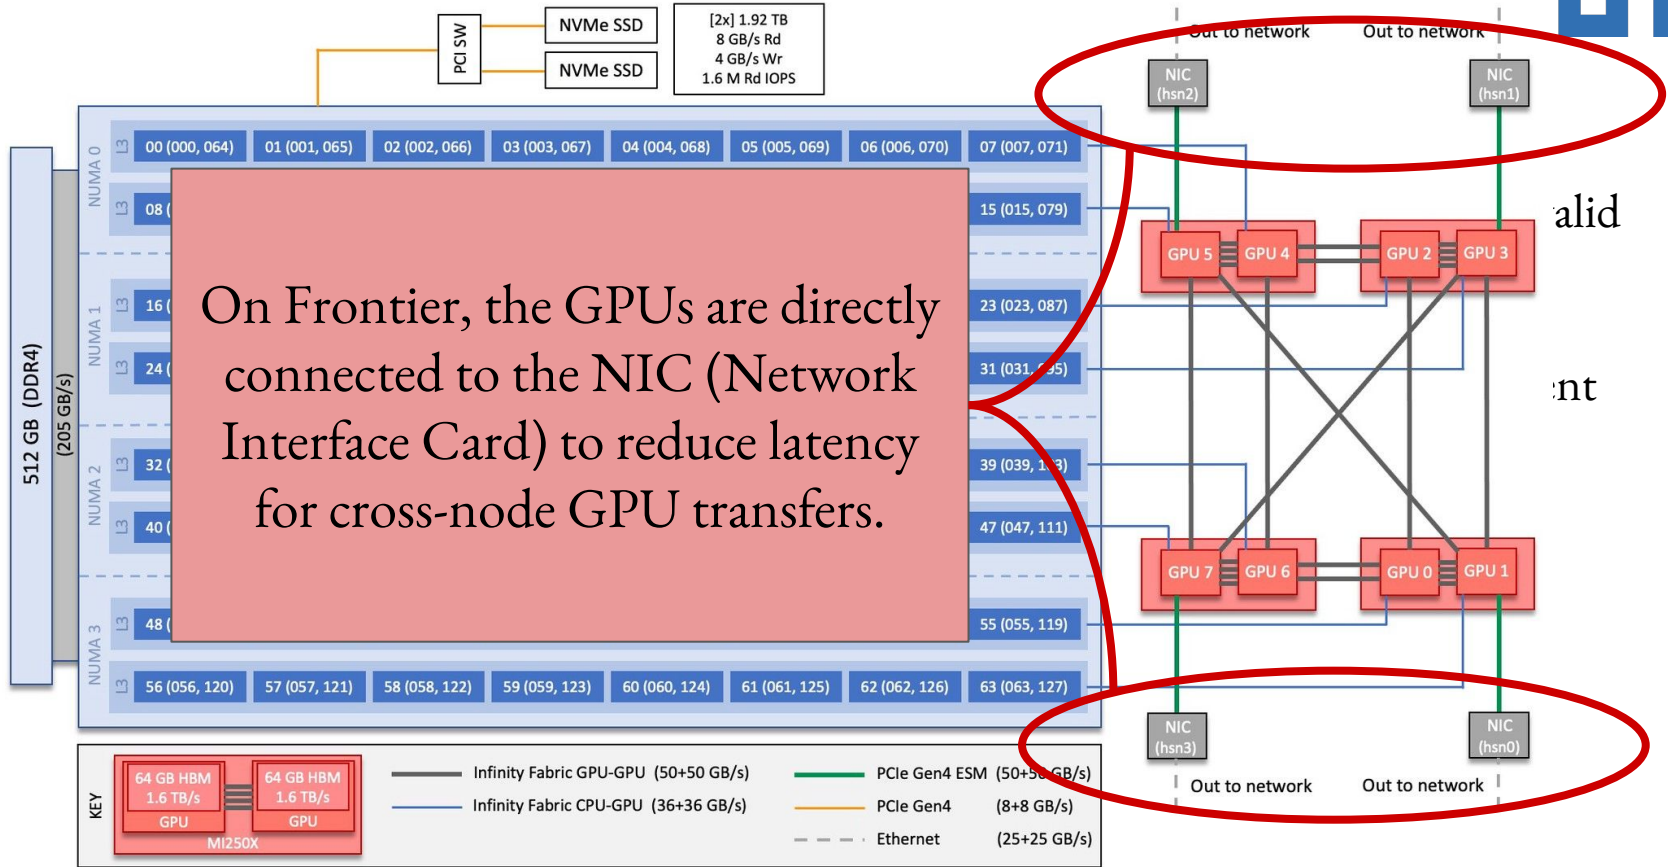 PCI SW
NVMe SSD
NVMe SSD
[2x] 1.92 TB
8 GB/s Rd
4 GB/s Wr
1.6 M Rd IOPS
Out to network
Out to network
NIC
(hsn2)
NIC
(hsn1)
512 GB (DDR4)
(205 GB/s)
NUMA 0
L3
00 (000, 064)
01 (001, 065)
02 (002, 066)
03 (003, 067)
04 (004, 068)
05 (005, 069)
06 (006, 070)
07 (007, 071)
L3
08 (
15 (015, 079)
NUMA 1
L3
16 (
23 (023, 087)
L3
24 (
31 (031, 095)
NUMA 2
L3
32 (
39 (039, 103)
L3
40 (
47 (047, 111)
NUMA 3
L3
48 (
55 (055, 119)
L3
56 (056, 120)
57 (057, 121)
58 (058, 122)
59 (059, 123)
60 (060, 124)
61 (061, 125)
62 (062, 126)
63 (063, 127)
On Frontier, the GPUs are directly
connected to the NIC (Network
Interface Card) to reduce latency
for cross-node GPU transfers.
alid
ent
GPU 5
GPU 4
GPU 2
GPU 3
GPU 7
GPU 6
GPU 0
GPU 1
NIC
(hsn3)
NIC
(hsn0)
Out to network
Out to network
KEY
64 GB HBM
1.6 TB/s
GPU
64 GB HBM
1.6 TB/s
GPU
MI250X
Infinity Fabric GPU-GPU (50+50 GB/s)
Infinity Fabric CPU-GPU (36+36 GB/s)
PCIe Gen4 ESM (50+50 GB/s)
PCIe Gen4 (8+8 GB/s)
Ethernet (25+25 GB/s)